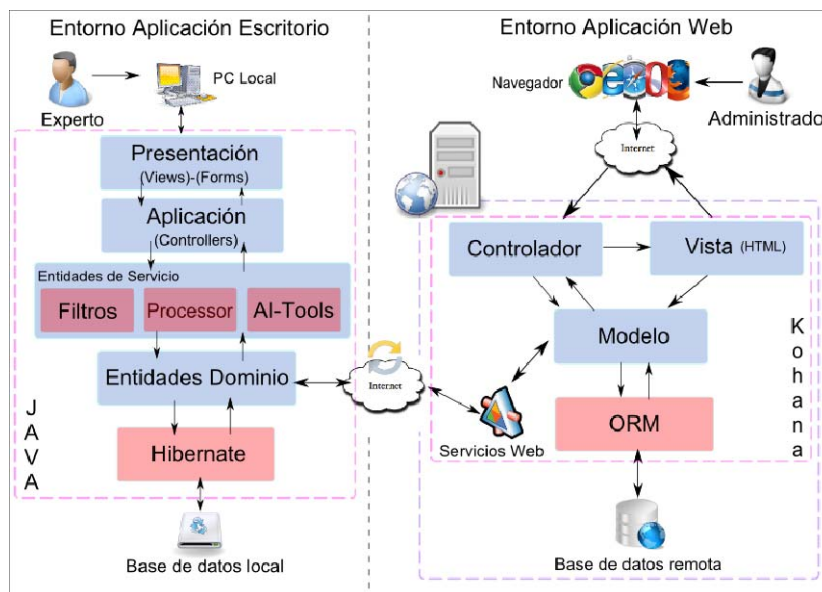 Entorno Aplicación Escritorio
Experto
PC Local
Presentación
(Views)-(Forms)
Aplicación
(Controllers)
Entidades de Servicio
Filtros
Processor
AI-Tools
Entidades Dominio
Hibernate
J
A
V
A
Base de datos local
Internet
Entorno Aplicación Web
Navegador
Administrado
Internet
Controlador
Vista (HTML)
Modelo
Servicios Web
ORM
K
o
h
a
n
a
Base de datos remota